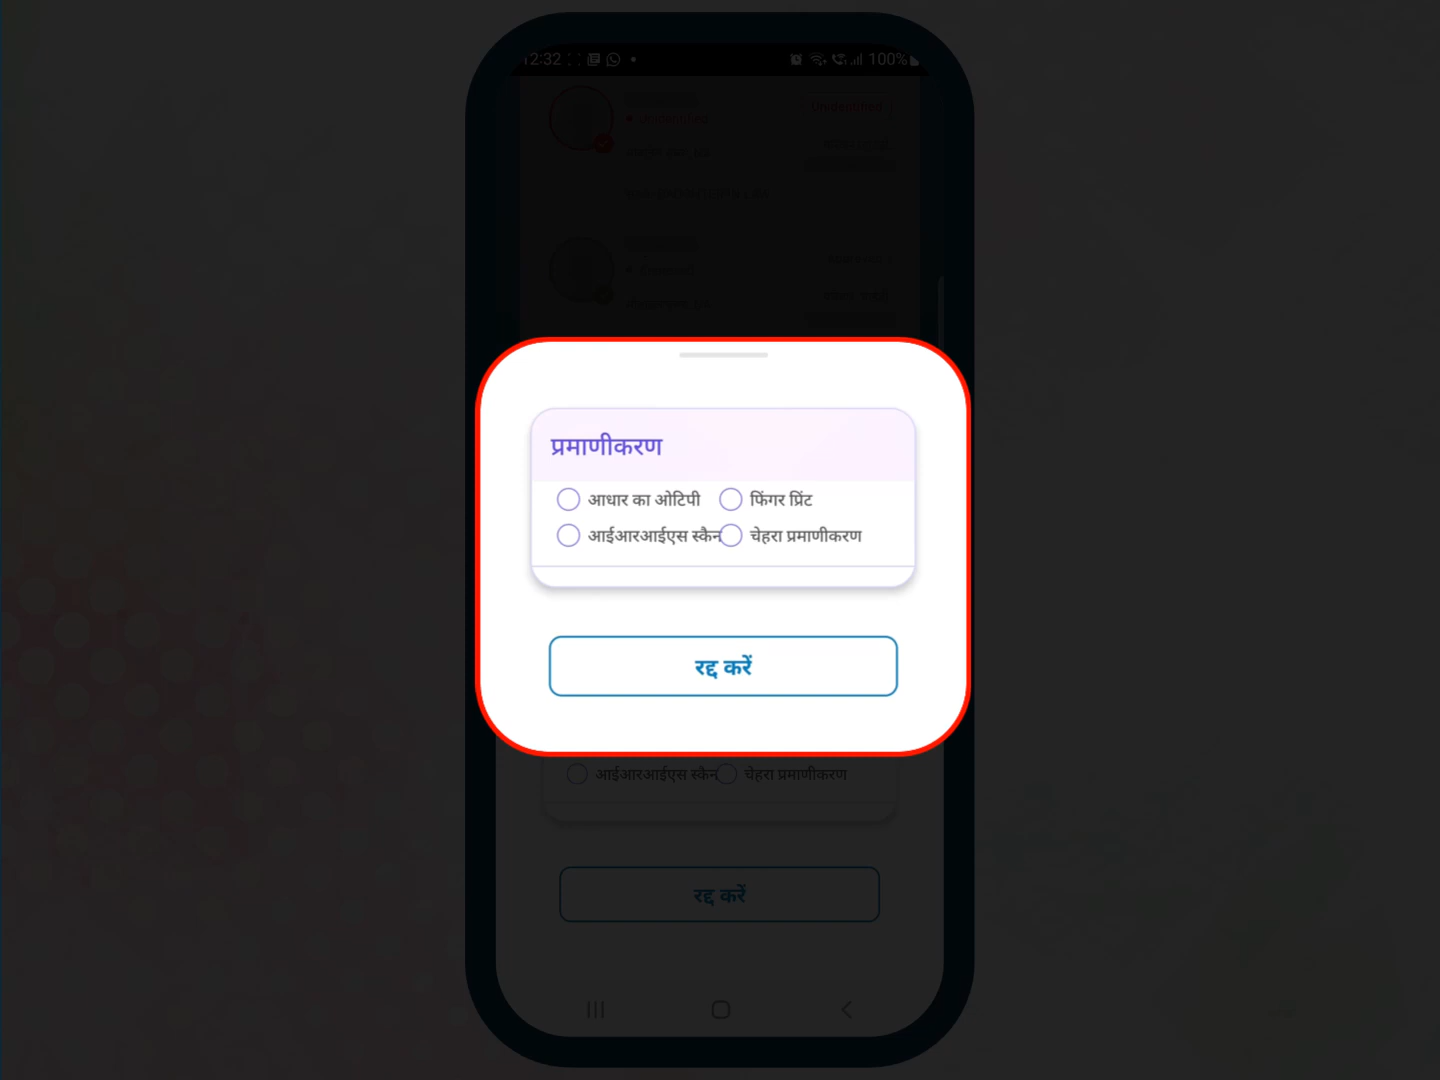 12:32
100%
Unidentified
प्रमाणीकरण
आधार का ओटिपी
फिंगर प्रिंट
आईआरआईएस स्कैन
चेहरा प्रमाणीकरण
रद्द करें
आईआरआईएस स्कैन
चेहरा प्रमाणीकरण
रद्द करें